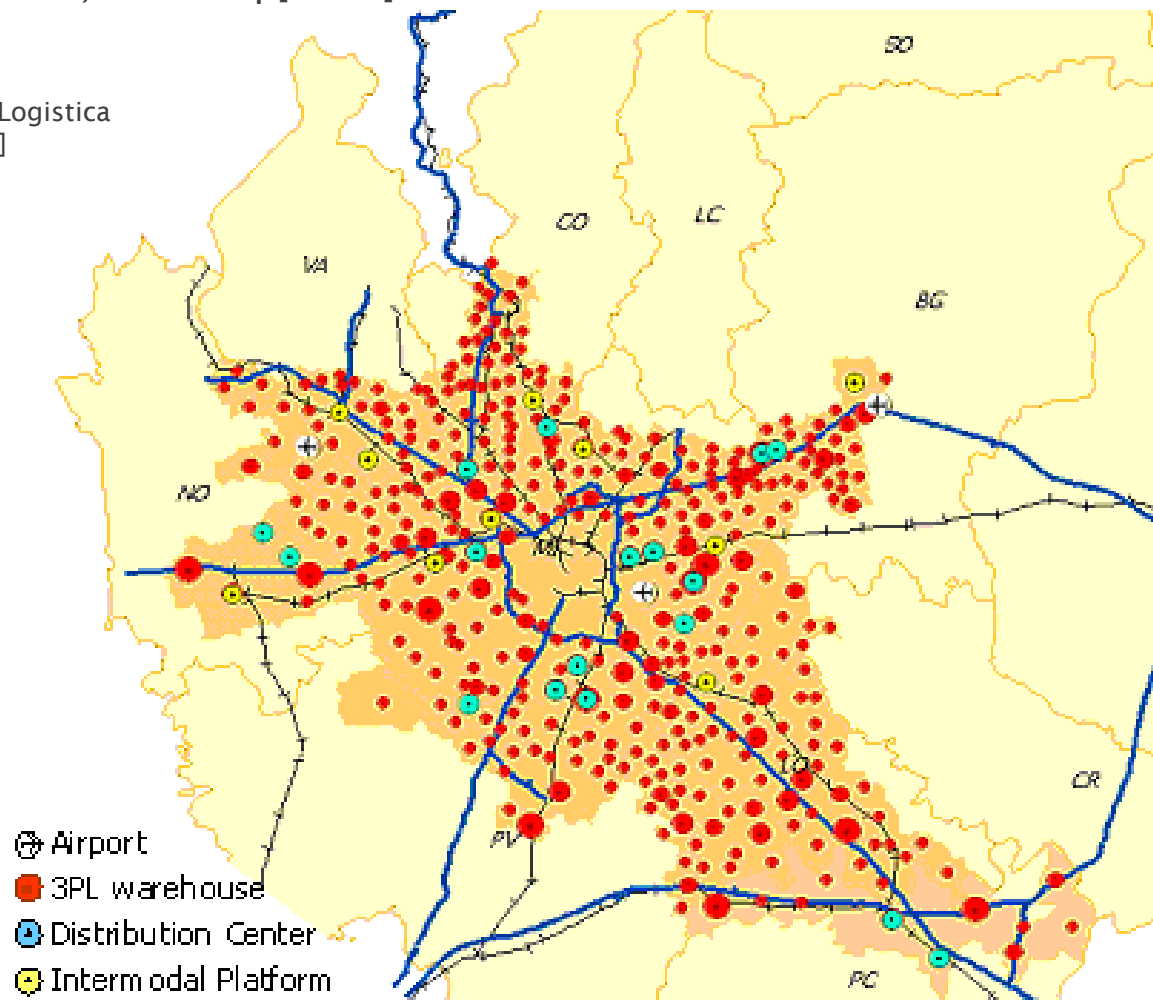 Logistica
]
SO
CO
LC
VA
BG
NO
MI
LO
CR
PV
PC
Airport
3PL warehouse
Distribution Center
Intermodal Platform